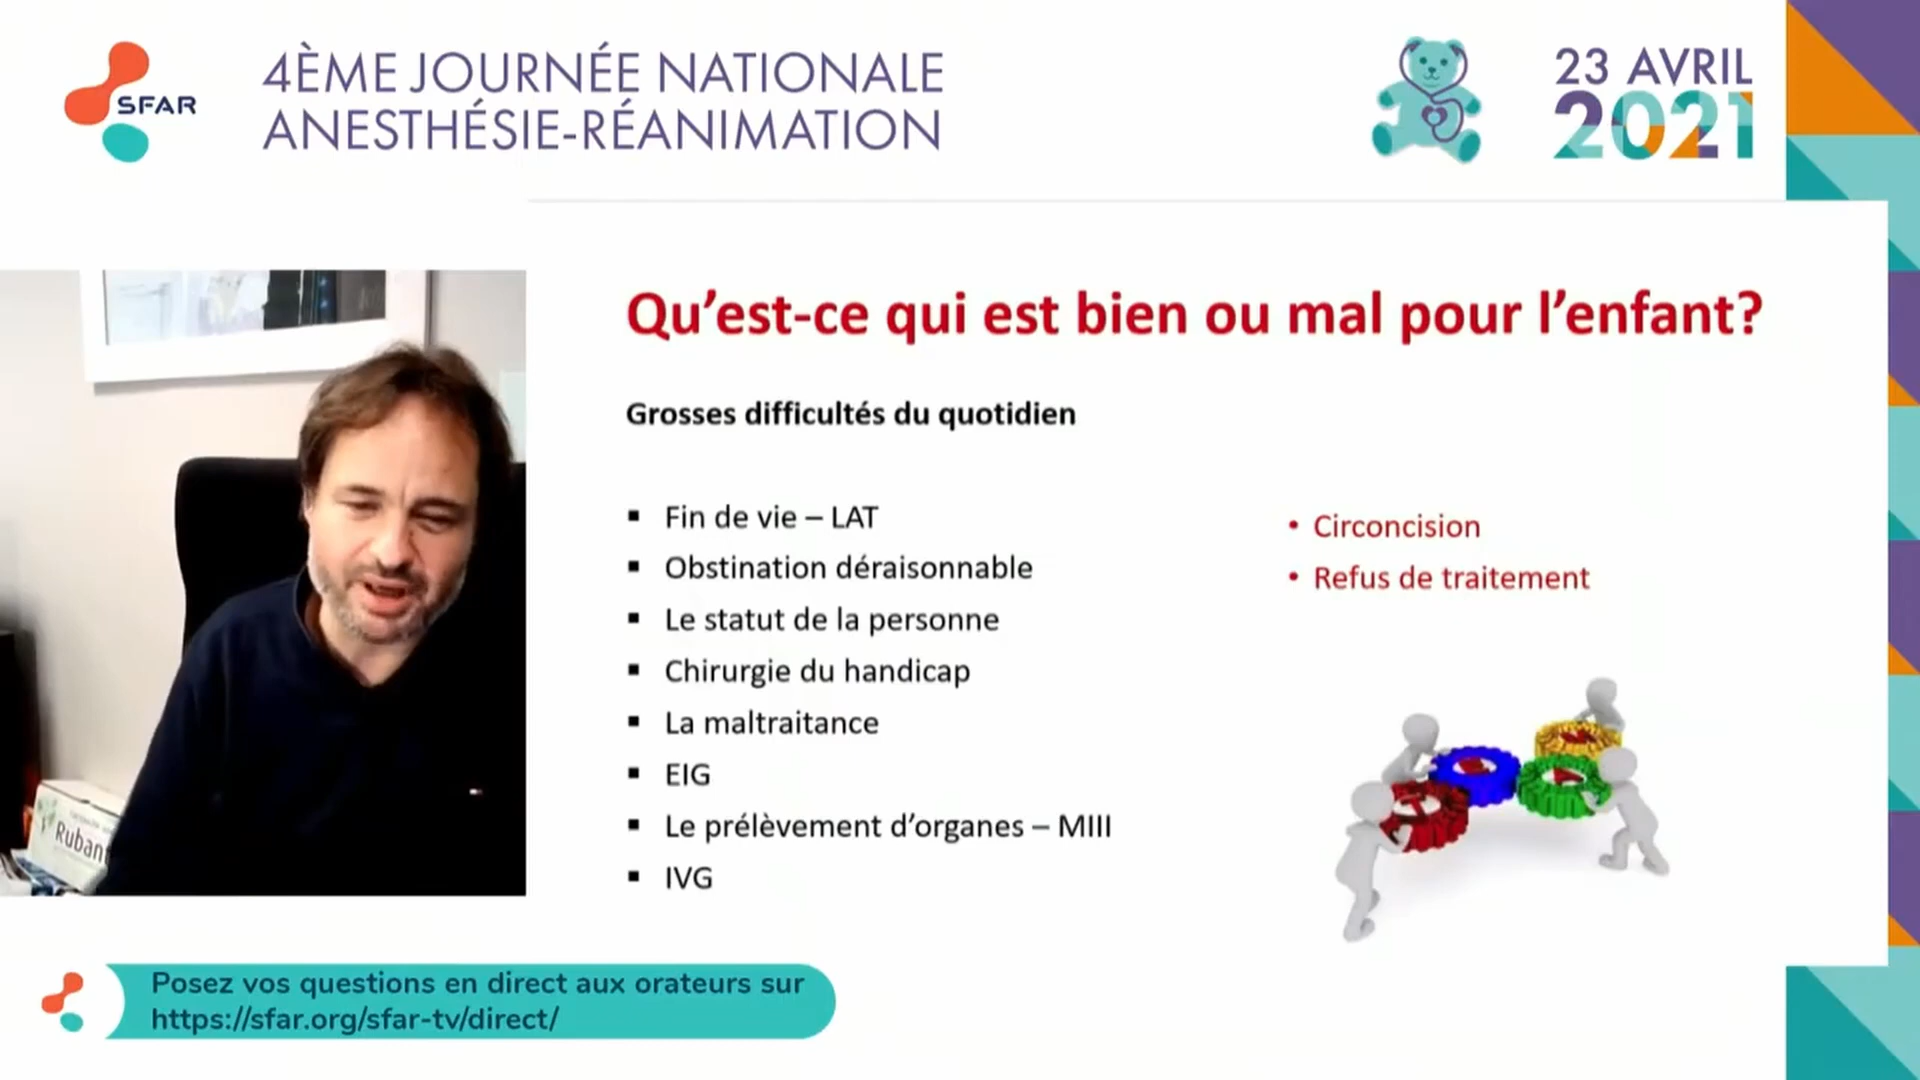 SFAR
4ÈME JOURNÉE NATIONALE
ANESTHÉSIE-RÉANIMATION
23 AVRIL
2021
Qu’est-ce qui est bien ou mal pour l’enfant?
Grosses difficultés du quotidien
▪ Fin de vie – LAT
▪ Obstination déraisonnable
▪ Le statut de la personne
▪ Chirurgie du handicap
▪ La maltraitance
▪ EIG
▪ Le prélèvement d’organes – MIII
▪ IVG
• Circoncision
• Refus de traitement
Ruban
Posez vos questions en direct aux orateurs sur
https://sfar.org/sfar-tv/direct/